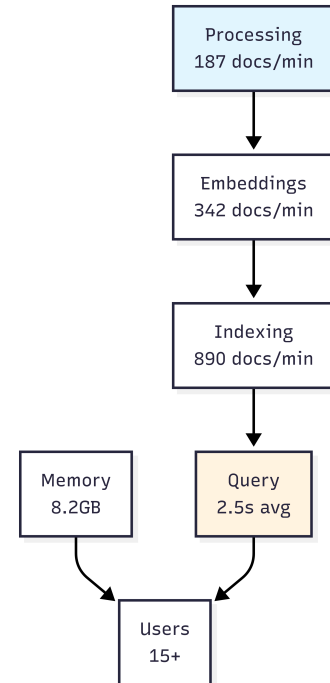 Processing
187 docs/min
Embeddings
342 docs/min
Indexing
890 docs/min
Memory
8.2GB
Query
2.5s avg
Users
15+